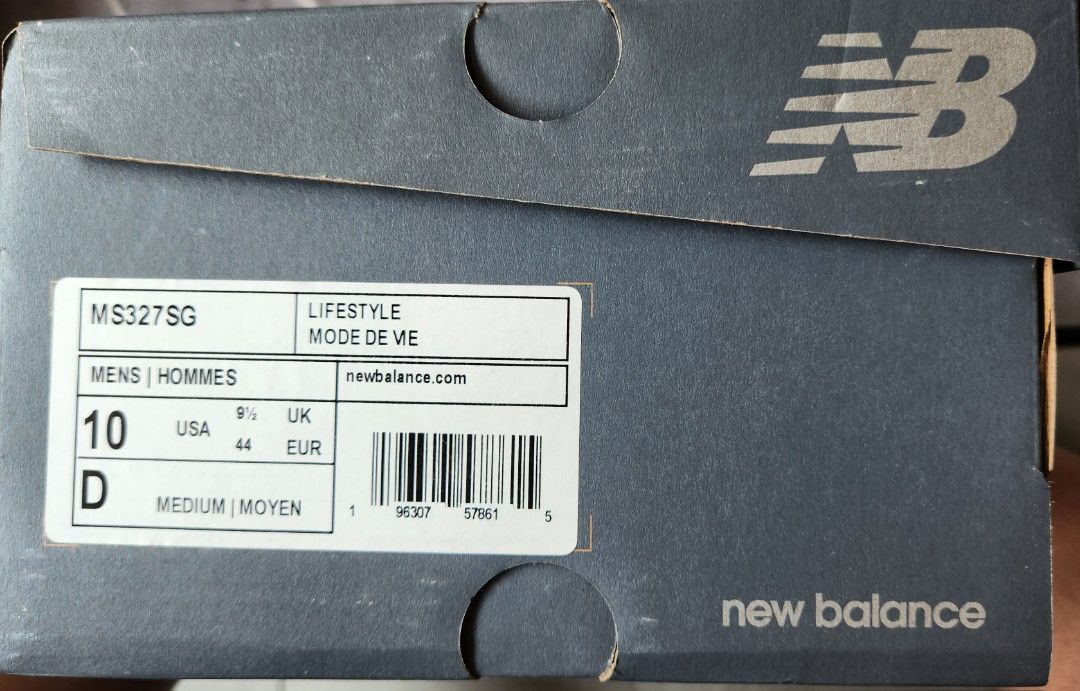 NB
MS327SG
LIFESTYLE
MODE DE VIE
MENS | HOMMES
newbalance.com
10 USA 9½ UK
44 EUR
D MEDIUM | MOYEN
1 96307 57861 5
new balance